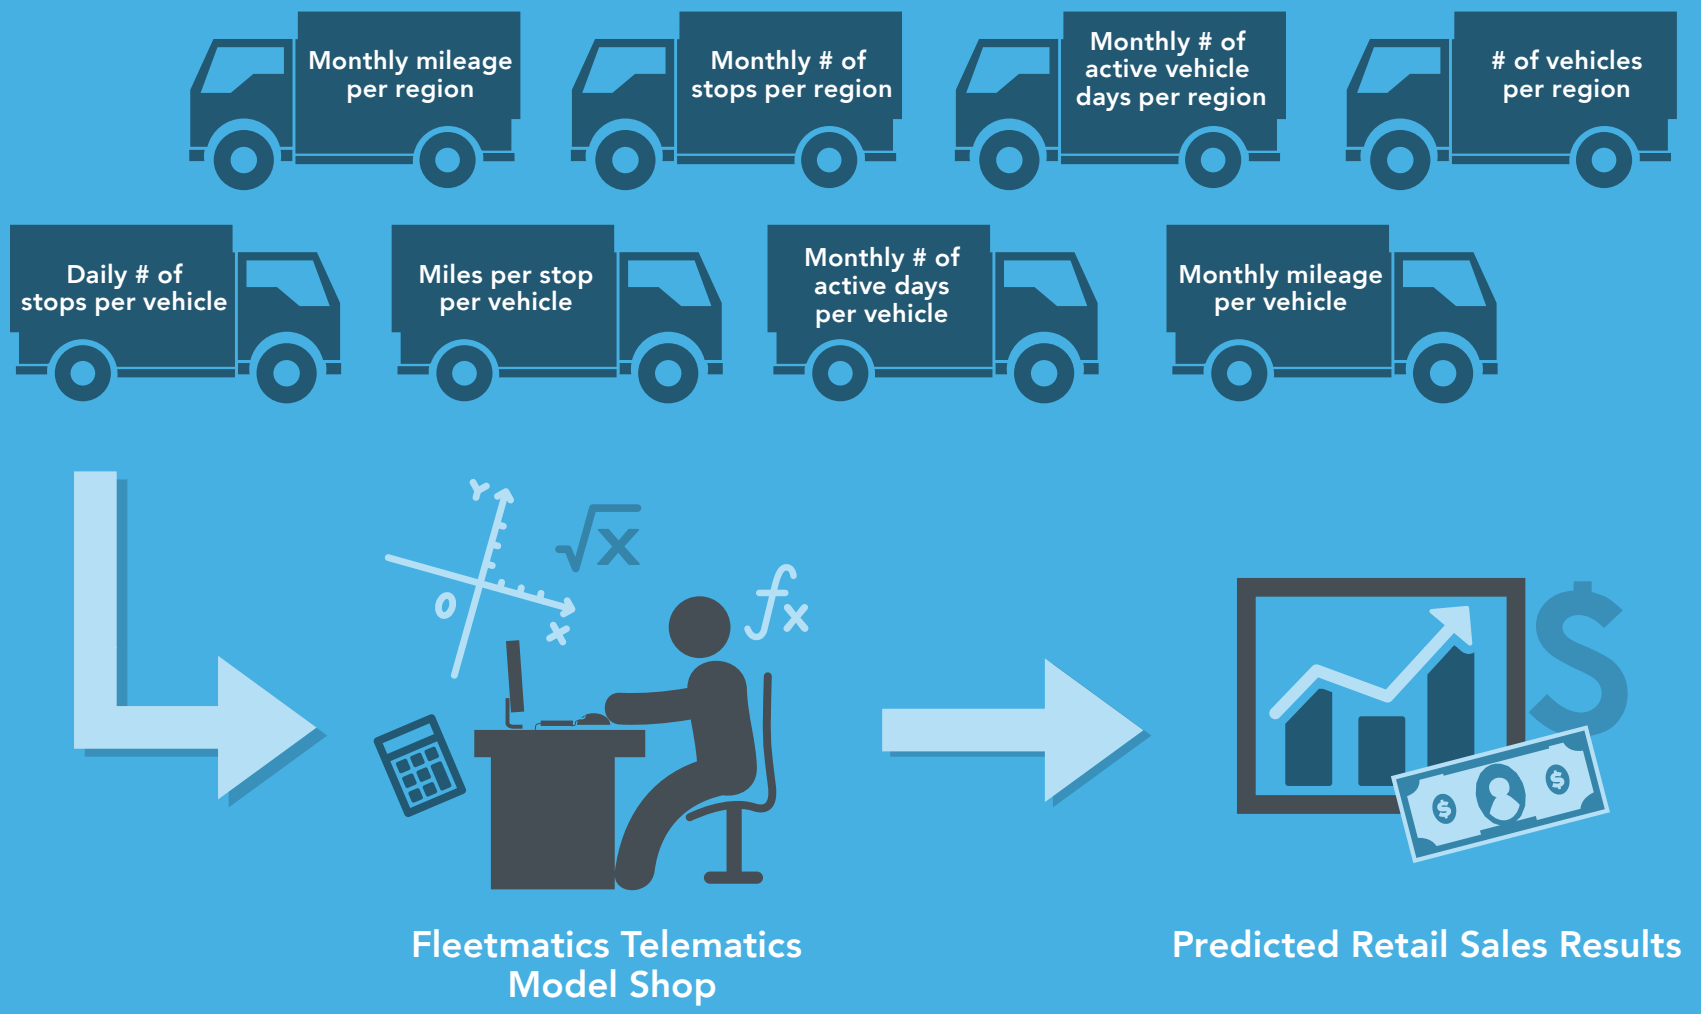 Monthly mileage
per region
Monthly # of
stops per region
Monthly # of
active vehicle
days per region
# of vehicles
per region
Daily # of
stops per vehicle
Miles per stop
per vehicle
Monthly # of
active days
per vehicle
Monthly mileage
per vehicle
Y
O
X
√x
fx
$
$
$
Fleetmatics Telematics
Model Shop
Predicted Retail Sales Results